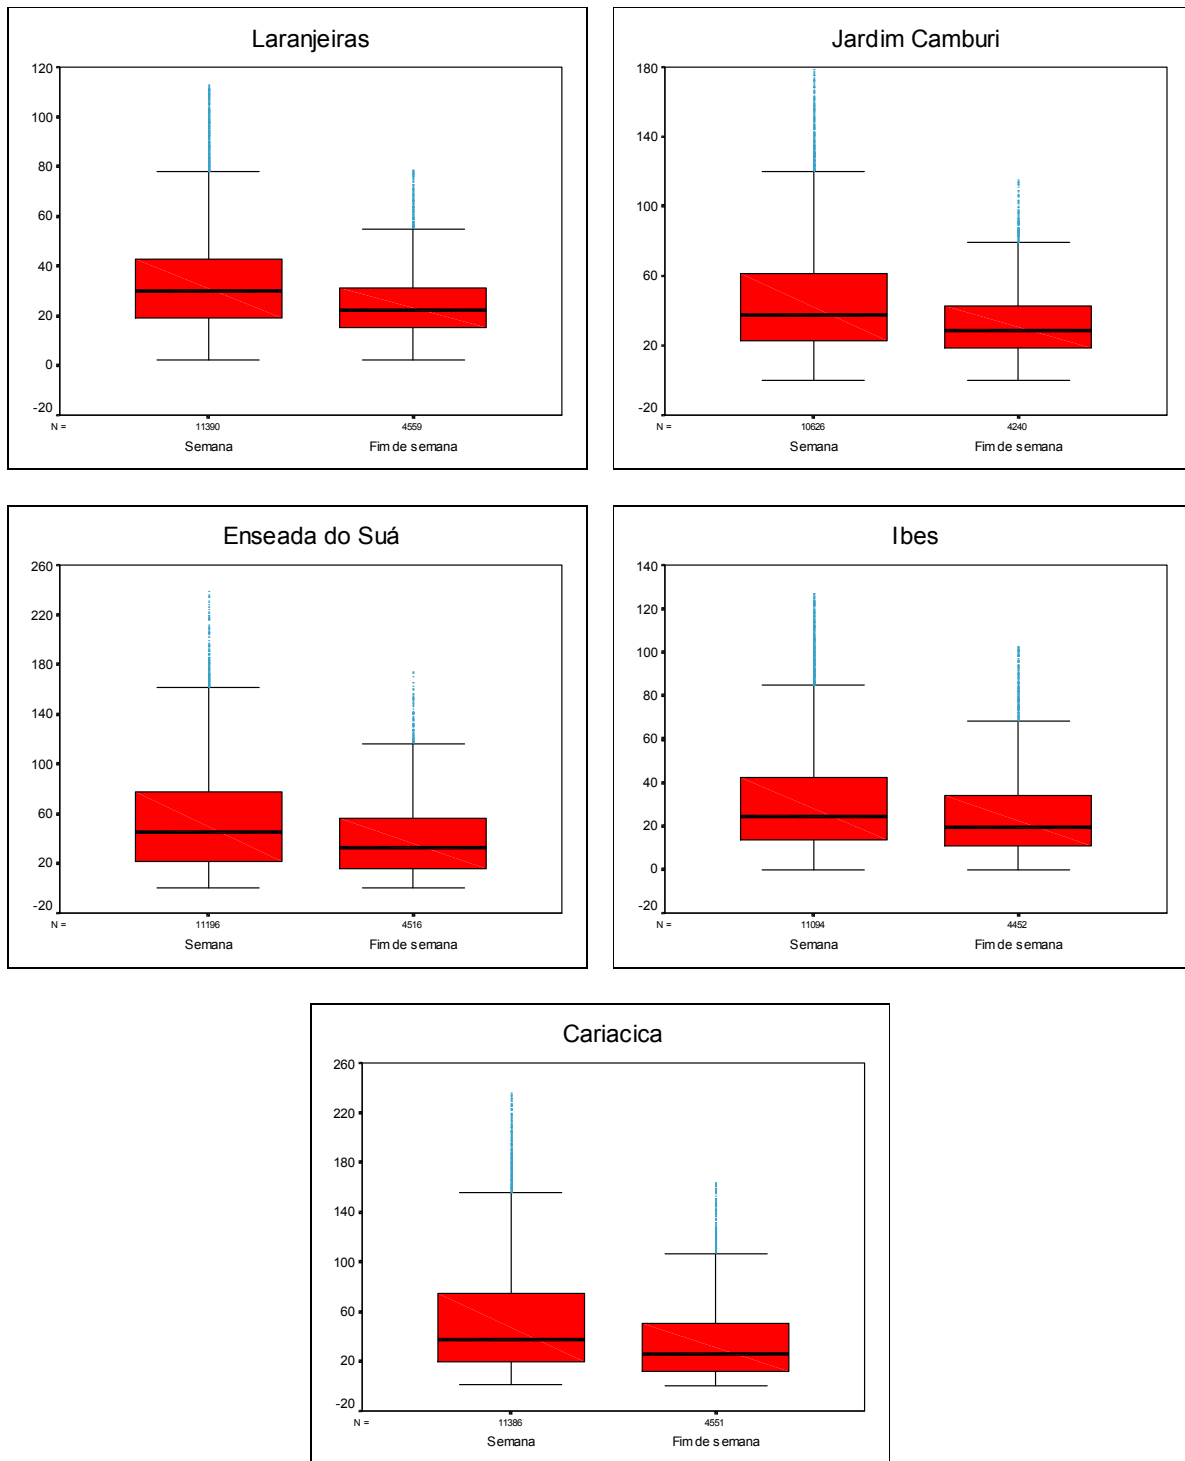 Laranjeiras
120
100
80
60
40
20
0
-20
N = 11390 4559
Semana Fim de semana
Jardim Camburi
180
140
100
60
20
-20
N = 10626 4240
Semana Fim de semana
Enseada do Suá
260
220
180
140
100
60
20
-20
N = 11196 4516
Semana Fim de semana
Ibes
140
120
100
80
60
40
20
0
-20
N = 11094 4452
Semana Fim de semana
Cariacica
260
220
180
140
100
60
20
-20
N = 11386 4551
Semana Fim de semana